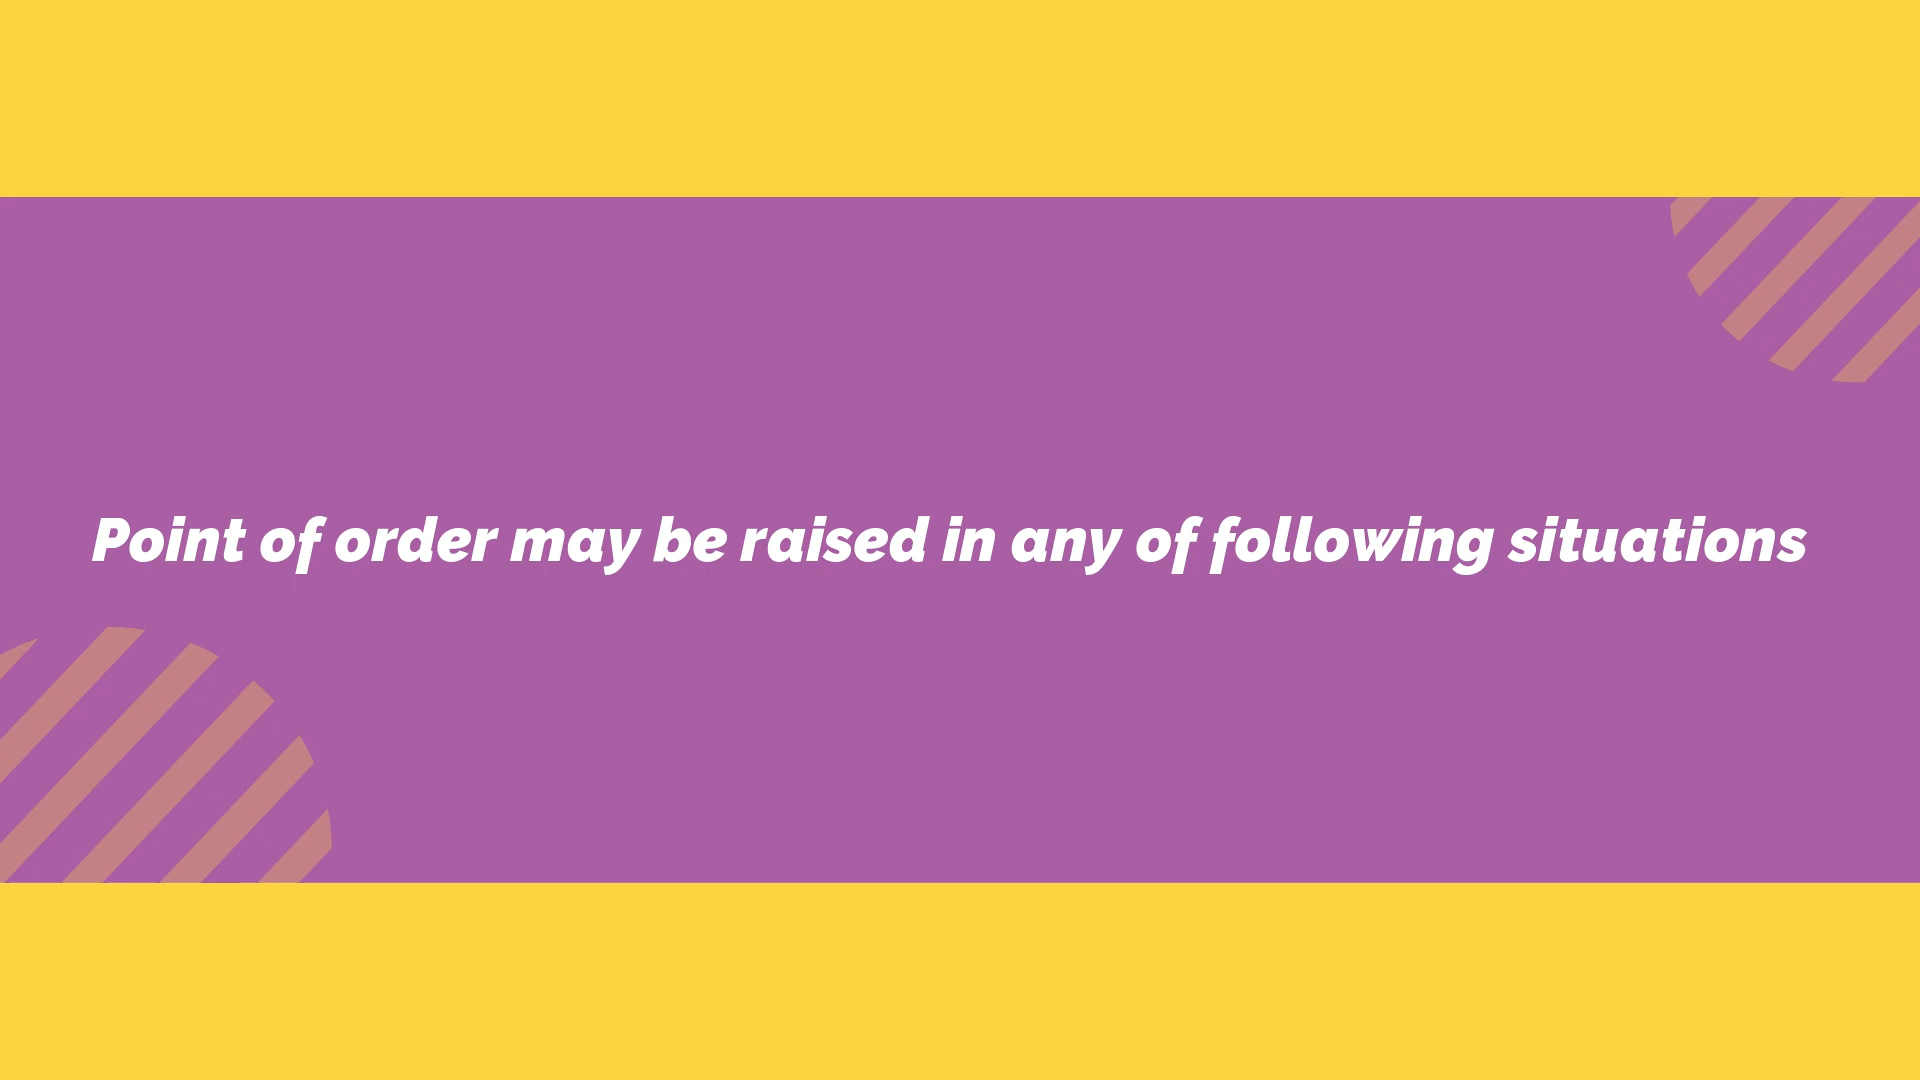 Point of order may be raised in any of following situations